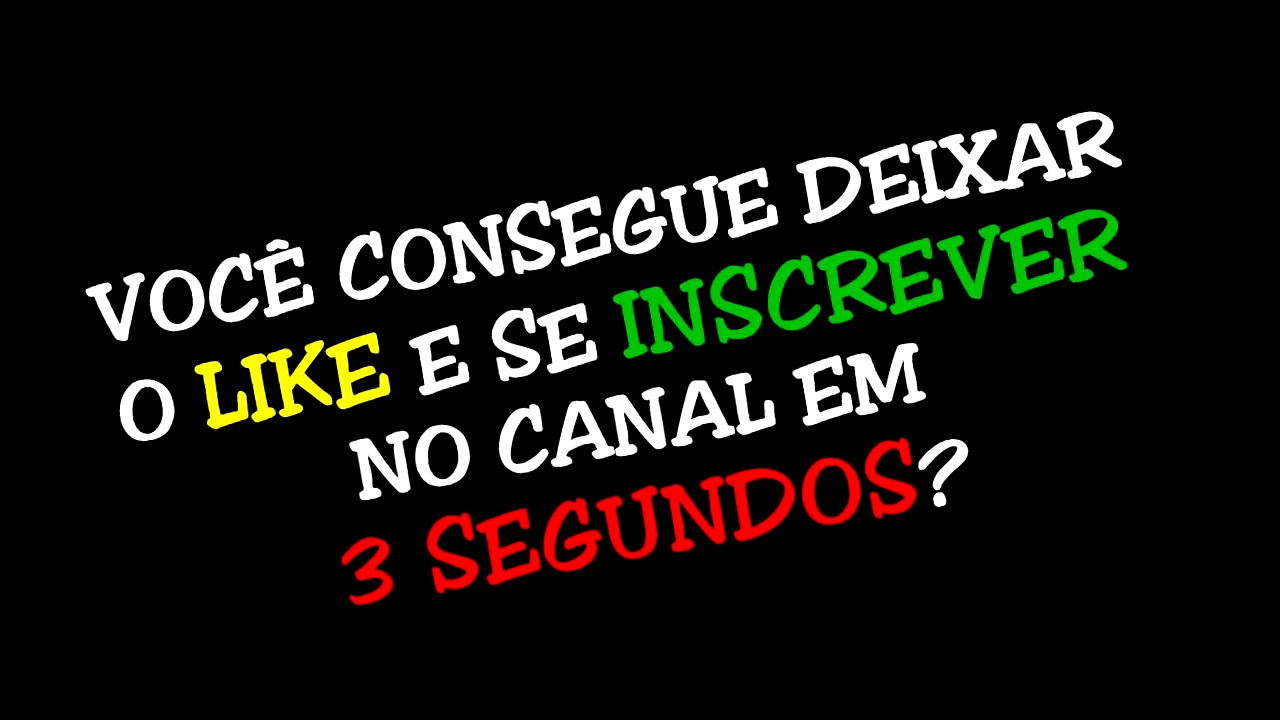 VOCÊ CONSEGUE DEIXAR
O LIKE E SE INSCREVER
NO CANAL EM
3 SEGUNDOS?